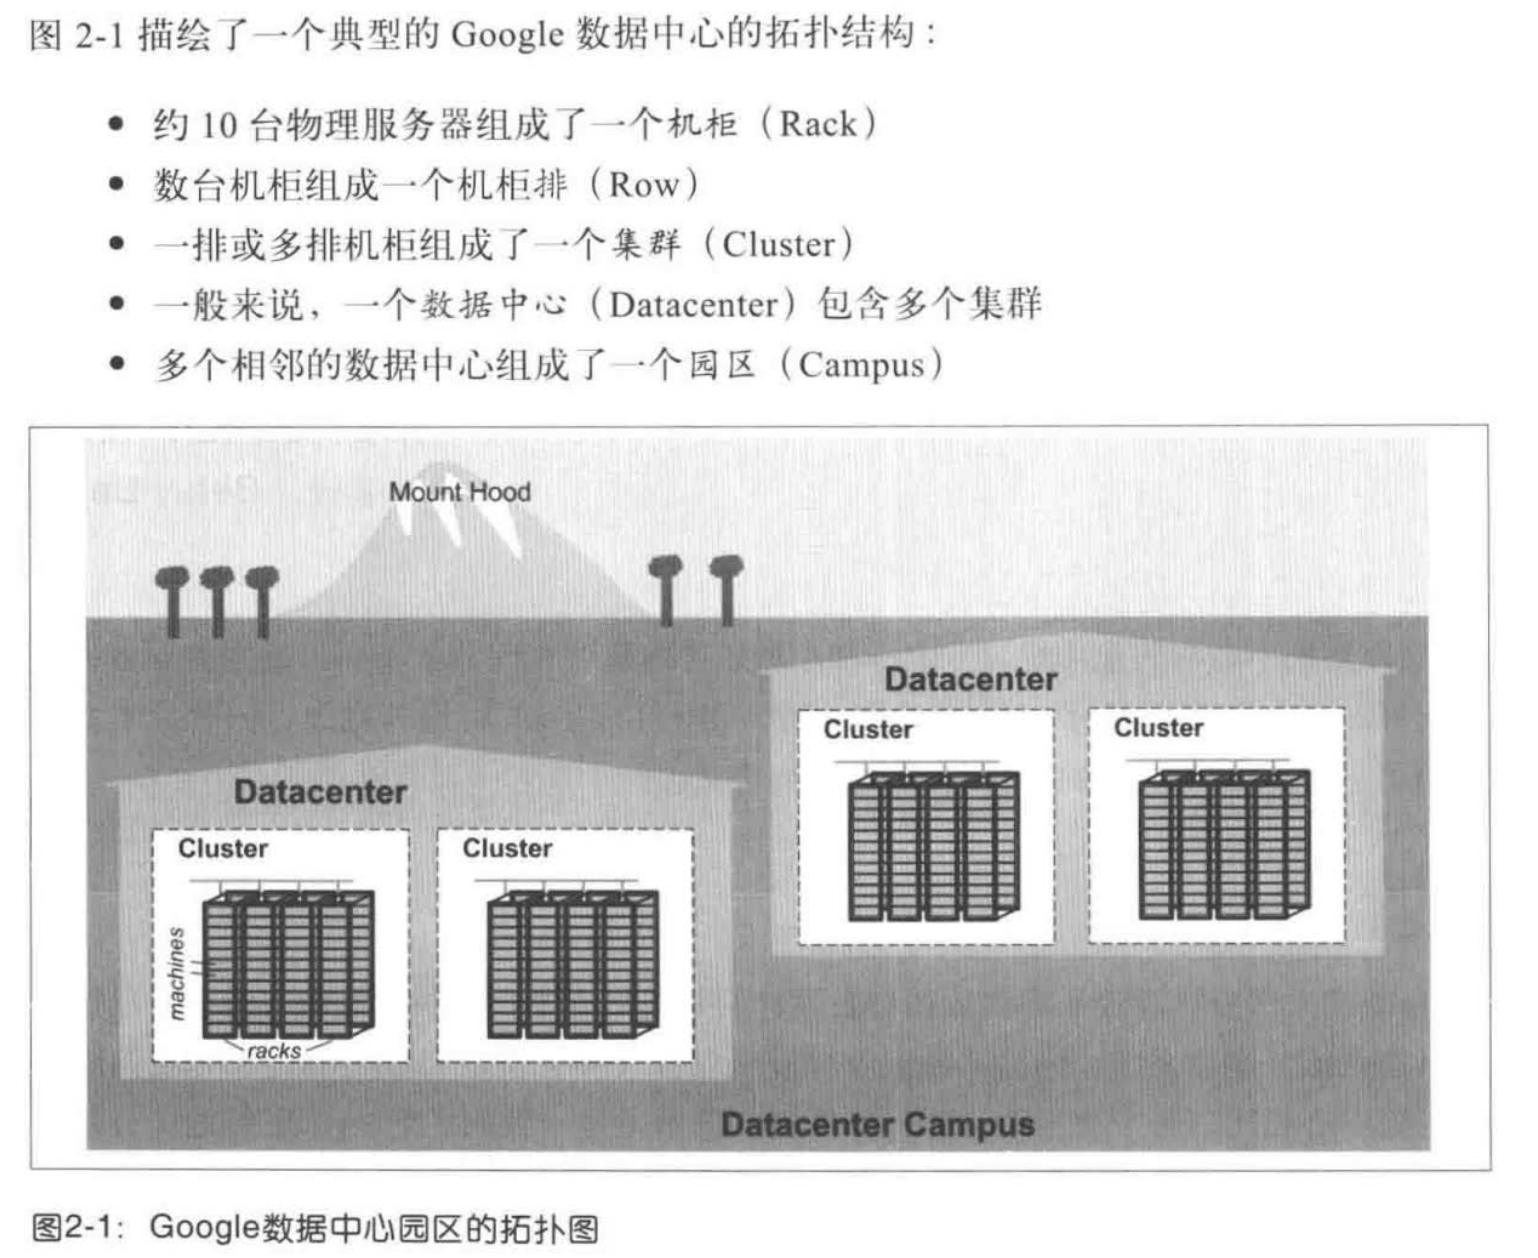 图 2-1 描绘了一个典型的 Google 数据中心的拓扑结构：
● 约 10 台物理服务器组成了一个机柜（Rack）
● 数台机柜组成一个机柜排（Row）
● 一排或多排机柜组成了一个集群（Cluster）
● 一般来说，一个数据中心（Datacenter）包含多个集群
● 多个相邻的数据中心组成了一个园区（Campus）
Mount Hood
Datacenter
Cluster
Cluster
Datacenter
Cluster
Cluster
machines
racks
Datacenter Campus
图2-1：Google数据中心园区的拓扑图